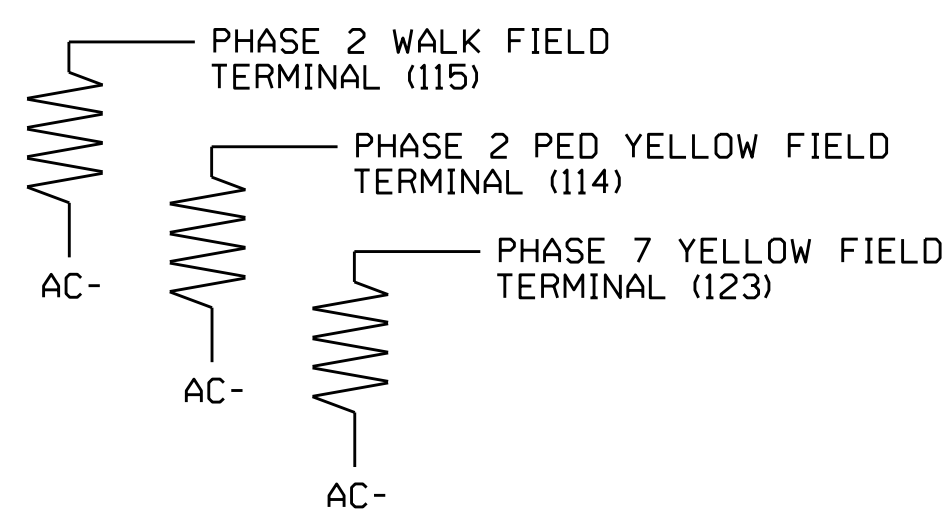 PHASE 2 WALK FIELD
TERMINAL (115)
AC-
PHASE 2 PED YELLOW FIELD
TERMINAL (114)
AC-
PHASE 7 YELLOW FIELD
TERMINAL (123)
AC-